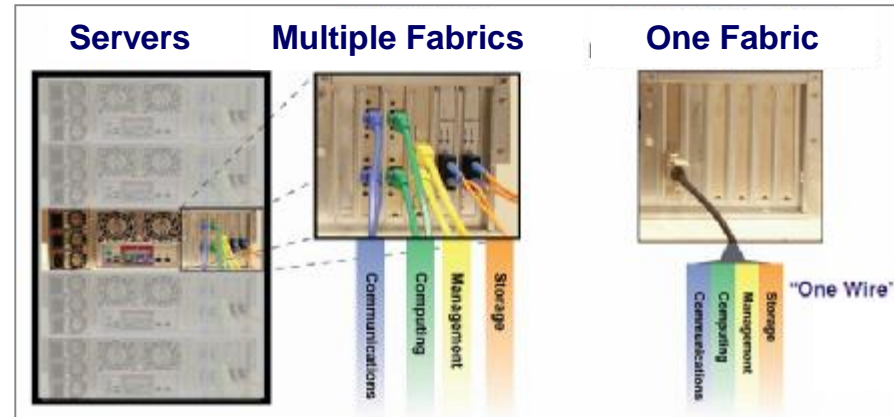 Servers
Multiple Fabrics
One Fabric
Communications
Computing
Management
Storage
Communications
Computing
Management
Storage
"One Wire"